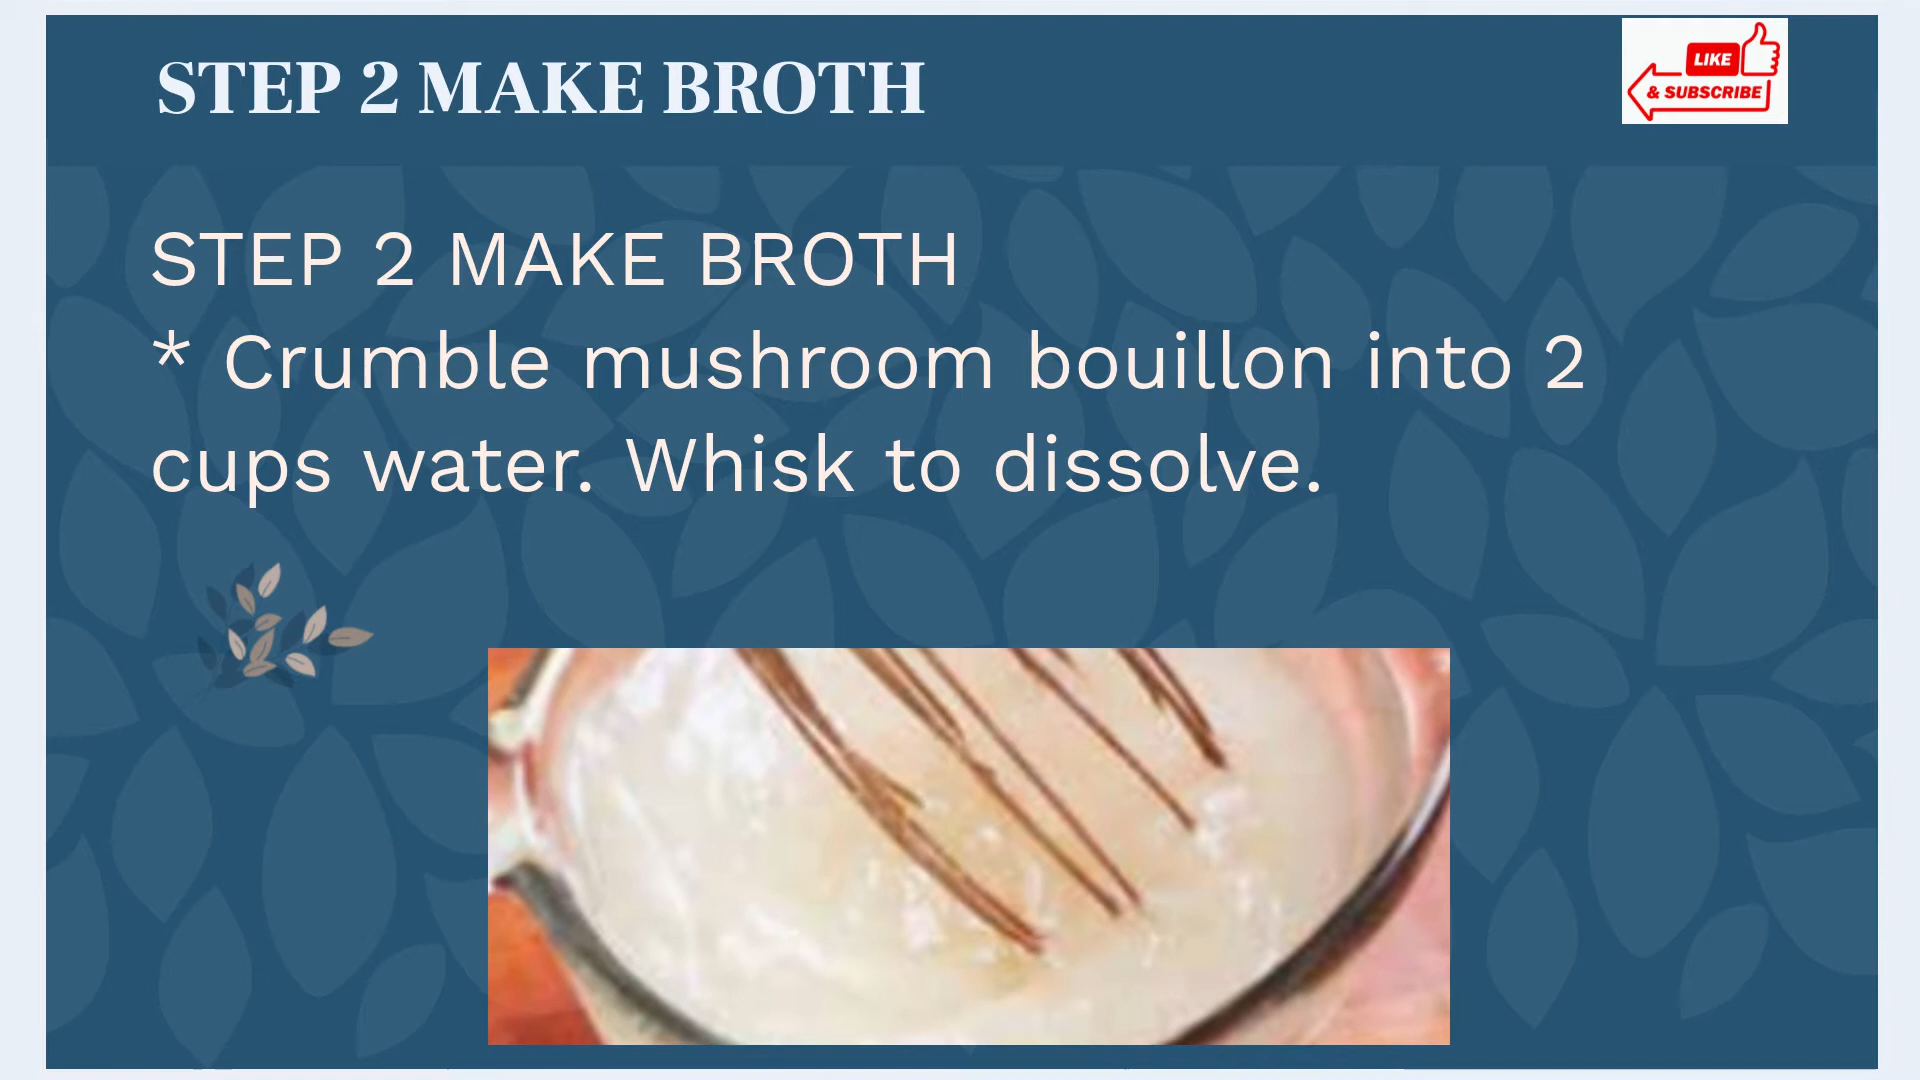 STEP 2 MAKE BROTH
LIKE
& SUBSCRIBE
STEP 2 MAKE BROTH
* Crumble mushroom bouillon into 2
cups water. Whisk to dissolve.